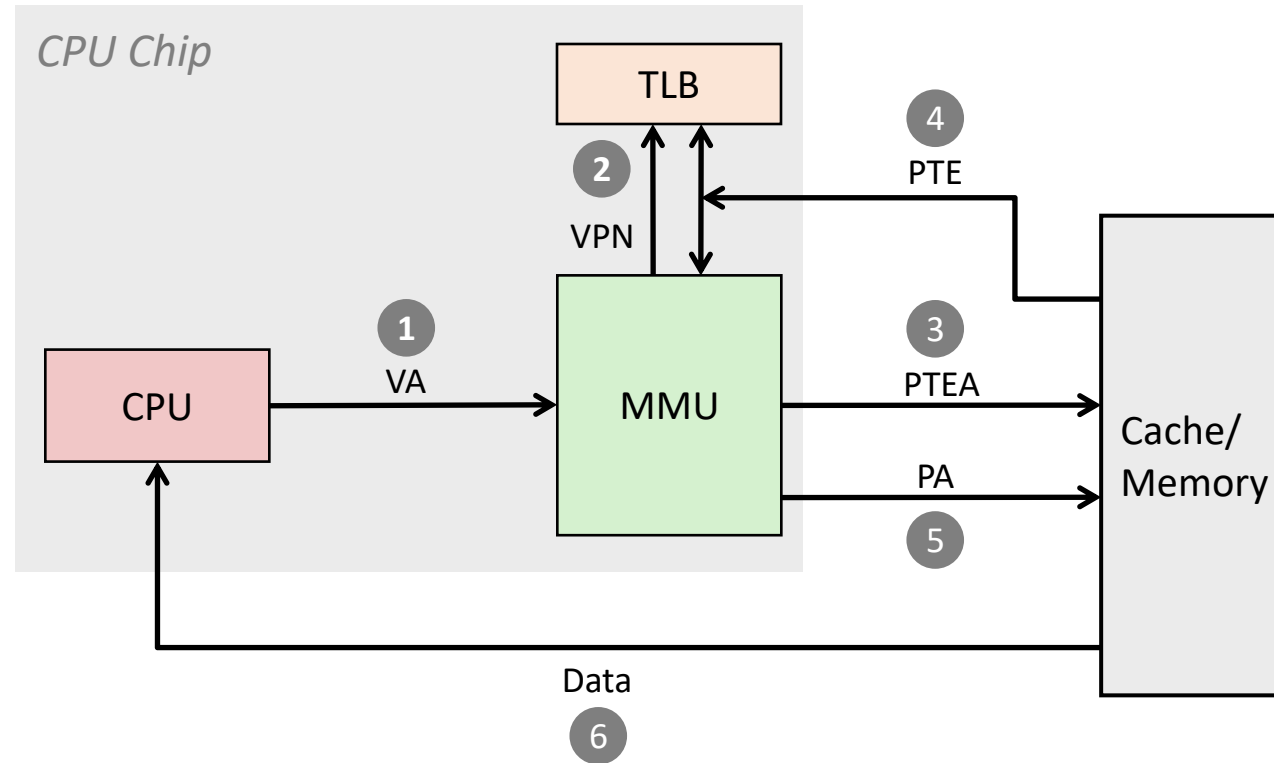 CPU Chip
TLB
4
PTE
2
VPN
1
VA
3
PTEA
CPU
MMU
Cache/
Memory
PA
5
Data
6